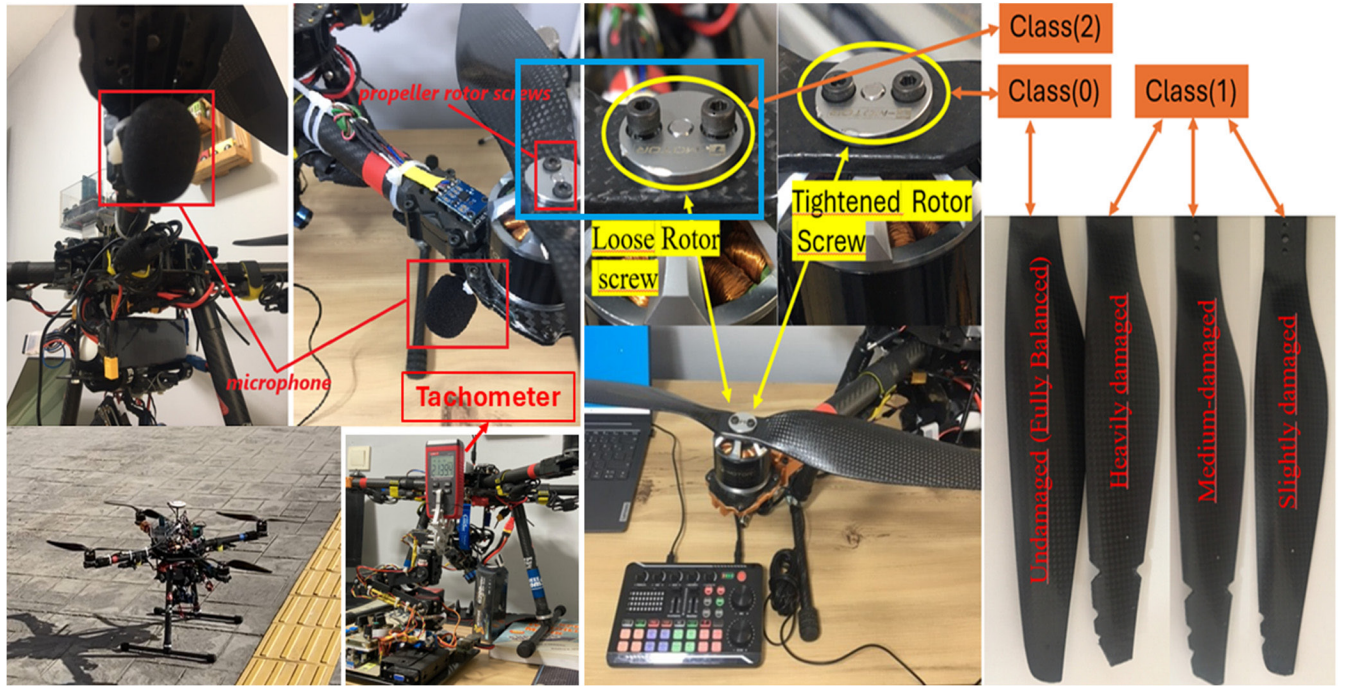 Class(2)
propeller rotor screws
Class(0)
Class(1)
Tightened Rotor
Screw
Loose Rotor
screw
microphone
Tachometer
Undamaged (Fully Balanced)
Heavily damaged
Medium-damaged
Slightly damaged